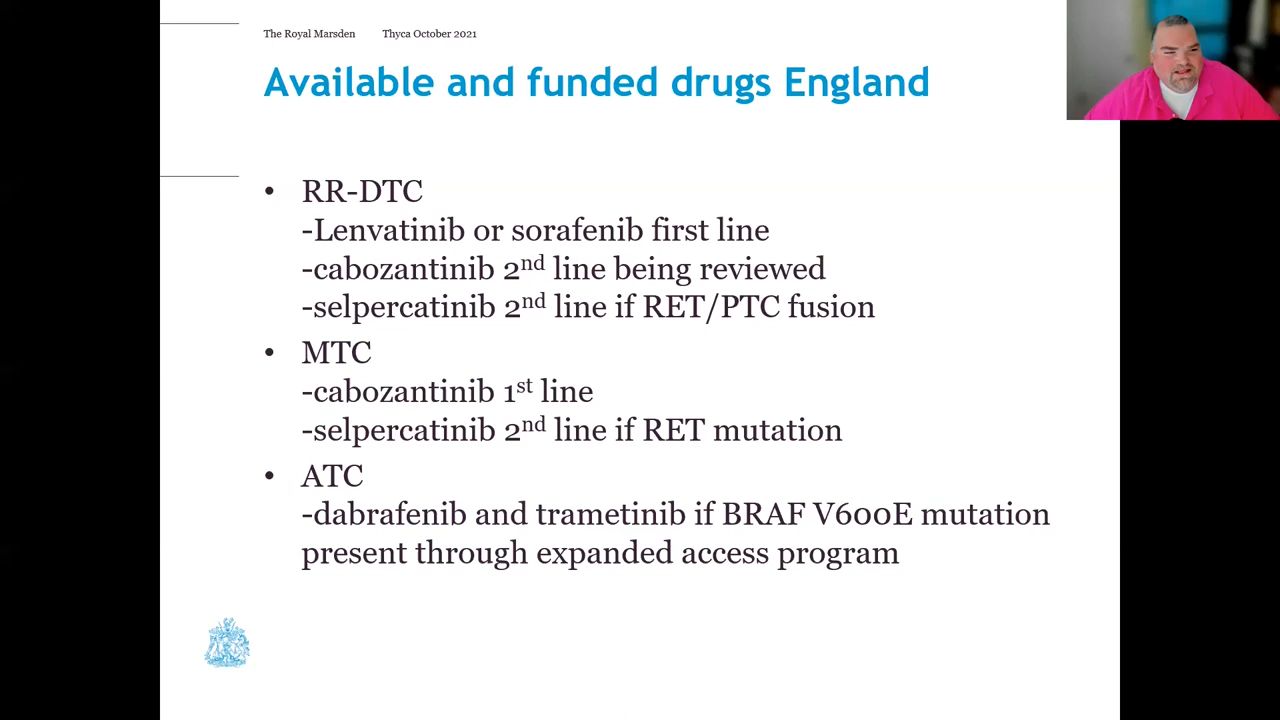 The Royal Marsden Thyca October 2021
Available and funded drugs England
• RR-DTC
-Lenvatinib or sorafenib first line
-cabozantinib 2nd line being reviewed
-selpercatinib 2nd line if RET/PTC fusion
• MTC
-cabozantinib 1st line
-selpercatinib 2nd line if RET mutation
• ATC
-dabrafenib and trametinib if BRAF V600E mutation
present through expanded access program